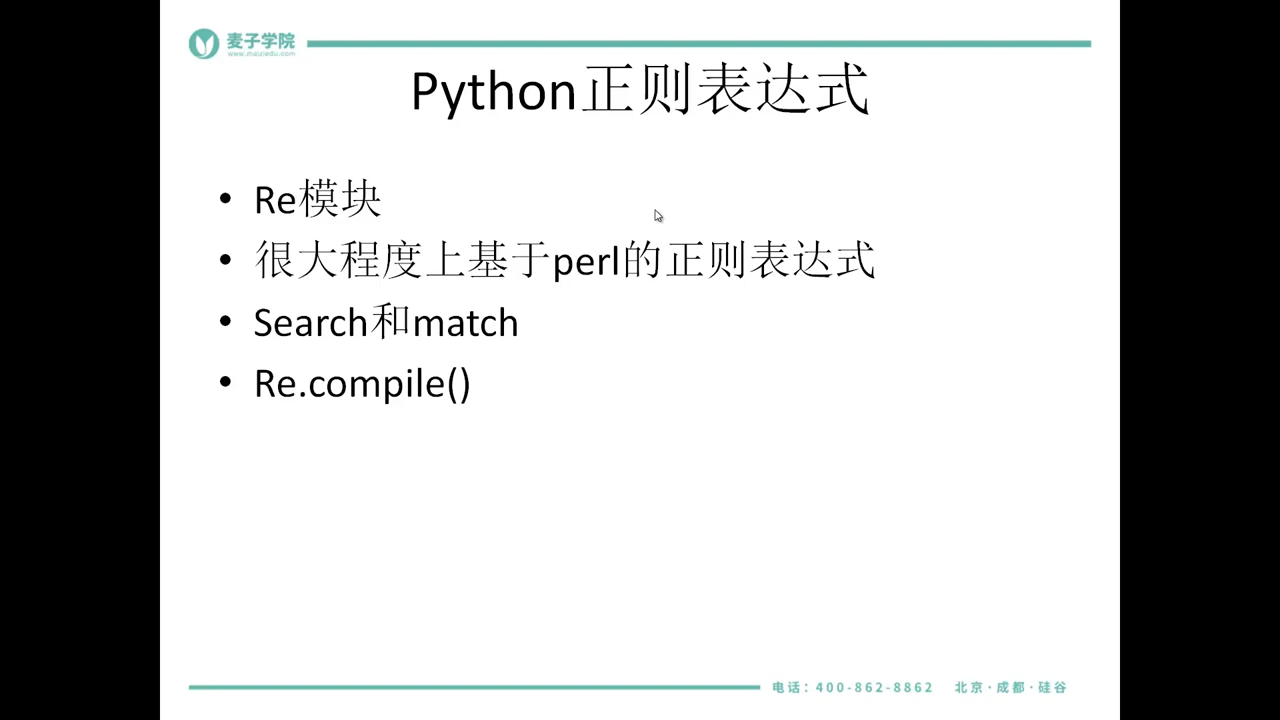 麦子学院
www.maiziedu.com
Python正则表达式
• Re模块
• 很大程度上基于perl的正则表达式
• Search和match
• Re.compile()
电话：400-862-8862 北京·成都·硅谷